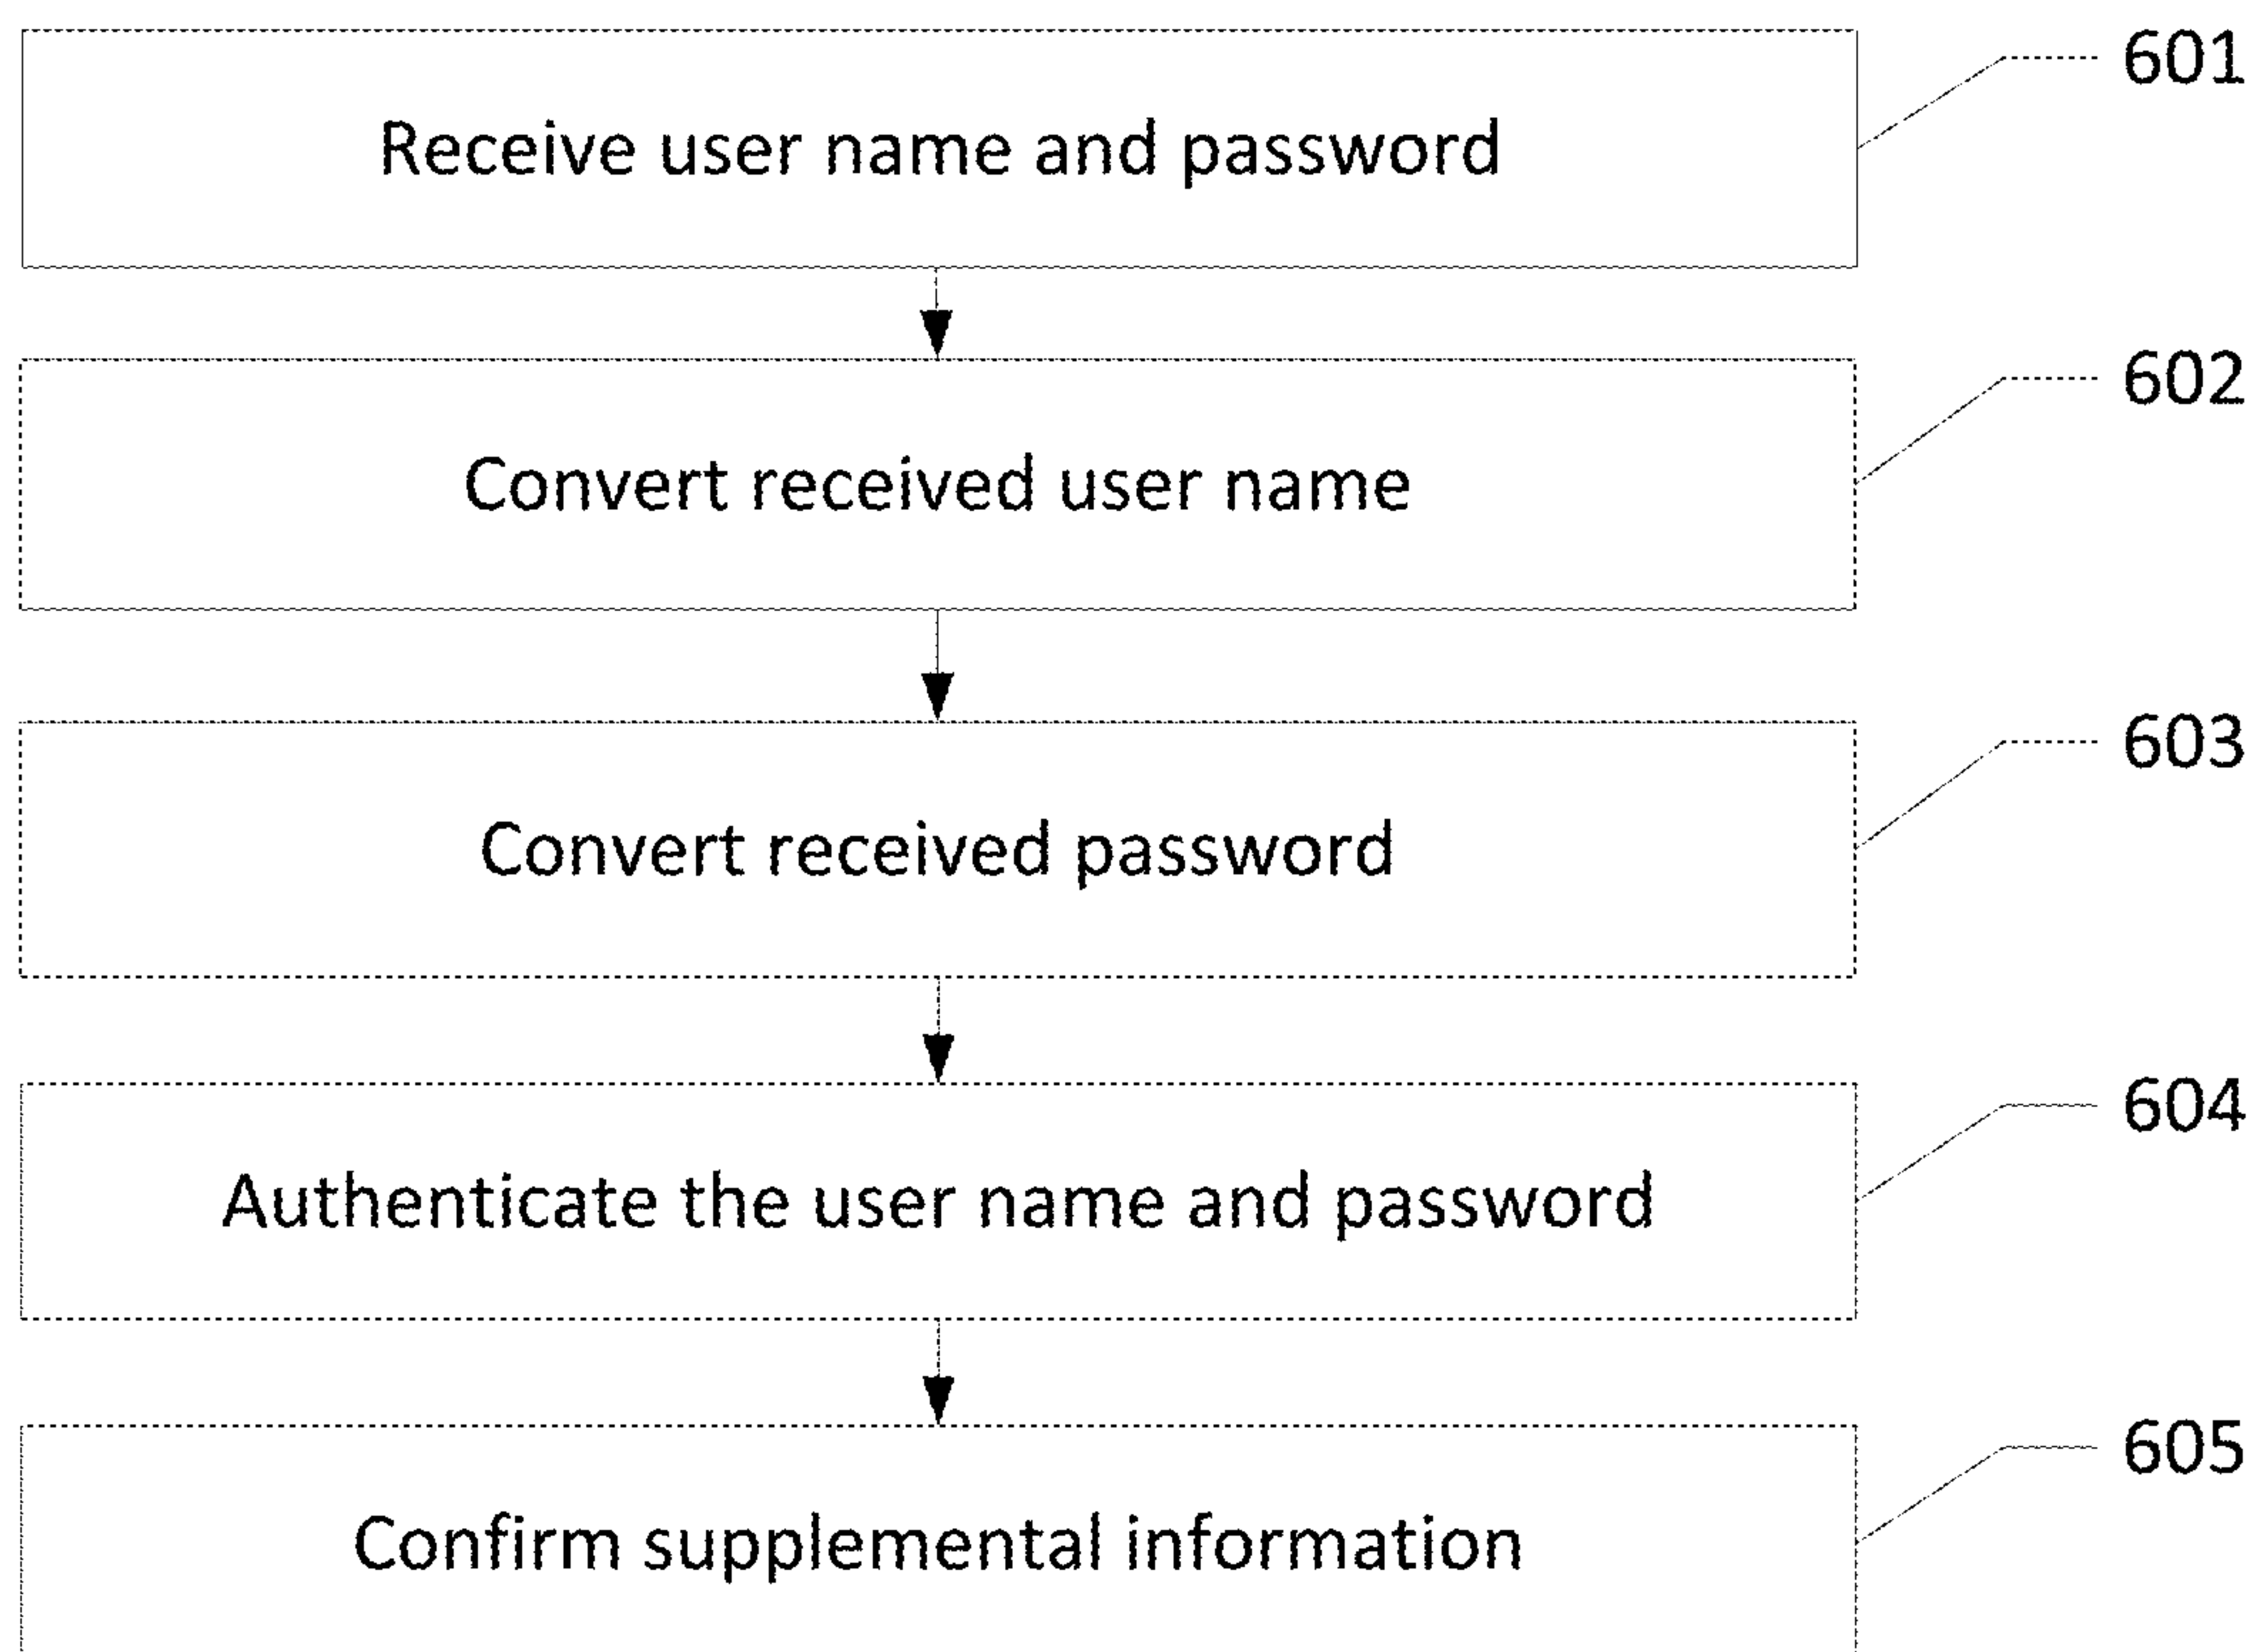 Receive user name and password
601
Convert received user name
602
Convert received password
603
Authenticate the user name and password
604
Confirm supplemental information
605